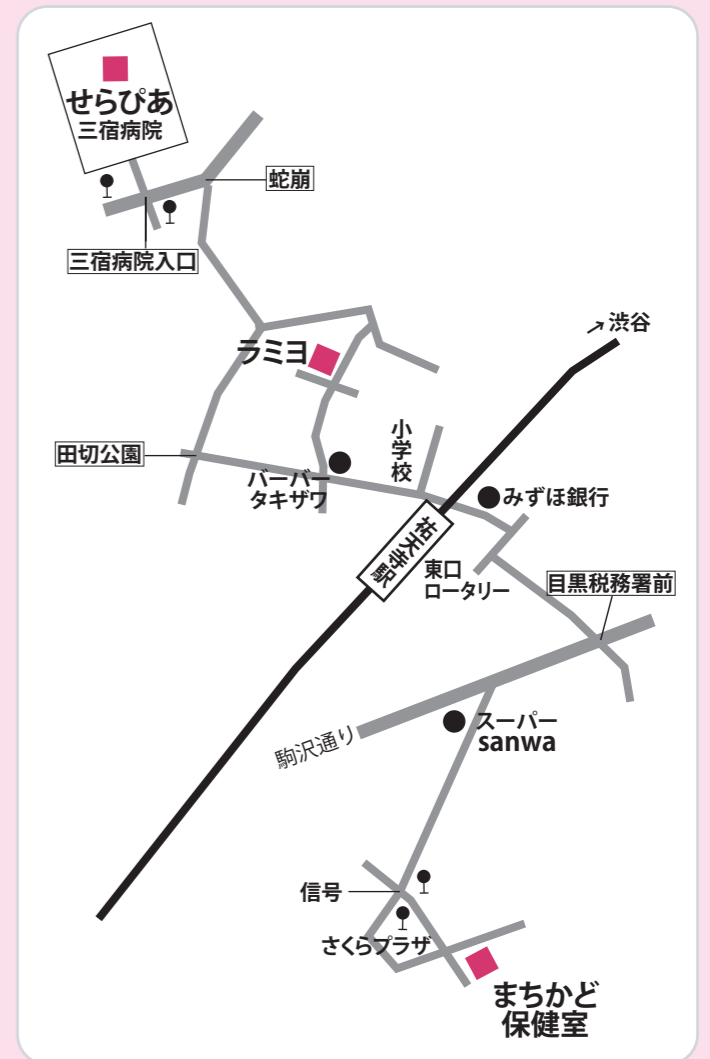 せらぴあ
三宿病院
蛇崩
三宿病院入口
↗渋谷
ラミヨ
小学校
田切公園
バーバー
タキザワ
みずほ銀行
祐天寺駅
東口
ロータリー
目黒税務署前
スーパー
sanwa
駒沢通り
信号
さくらプラザ
まちかど
保健室